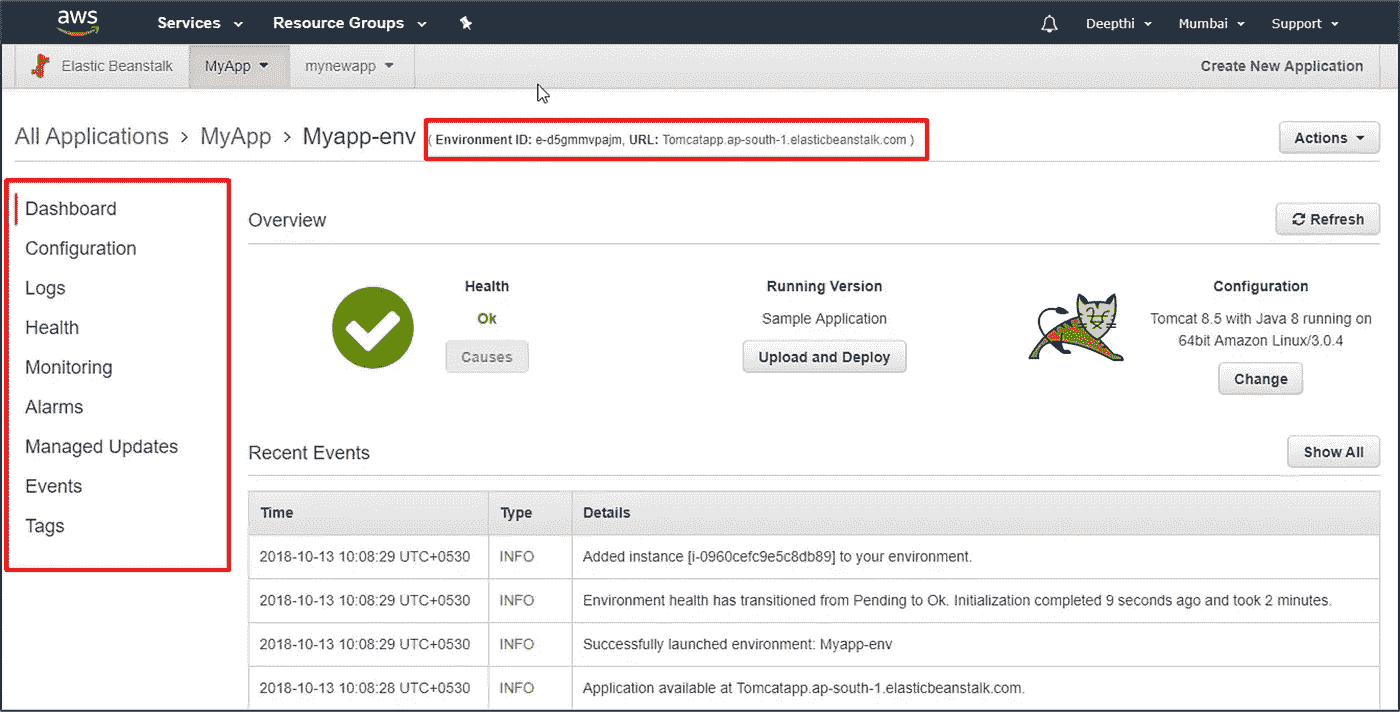 aws Services Resource Groups Deepthi Mumbai Support
Elastic Beanstalk MyApp mynewapp Create New Application
All Applications > MyApp > Myapp-env ( Environment ID: e-d5gmmvpajm, URL: Tomcatapp.ap-south-1.elasticbeanstalk.com ) Actions
Dashboard
Configuration
Logs
Health
Monitoring
Alarms
Managed Updates
Events
Tags
Overview Refresh
Health
Ok
Causes
Running Version
Sample Application
Upload and Deploy
Configuration
Tomcat 8.5 with Java 8 running on
64bit Amazon Linux/3.0.4
Change
Recent Events Show All
Time Type Details
2018-10-13 10:08:29 UTC+0530 INFO Added instance [i-0960cefc9e5c8db89] to your environment.
2018-10-13 10:08:29 UTC+0530 INFO Environment health has transitioned from Pending to Ok. Initialization completed 9 seconds ago and took 2 minutes.
2018-10-13 10:08:29 UTC+0530 INFO Successfully launched environment: Myapp-env
2018-10-13 10:08:28 UTC+0530 INFO Application available at Tomcatapp.ap-south-1.elasticbeanstalk.com.